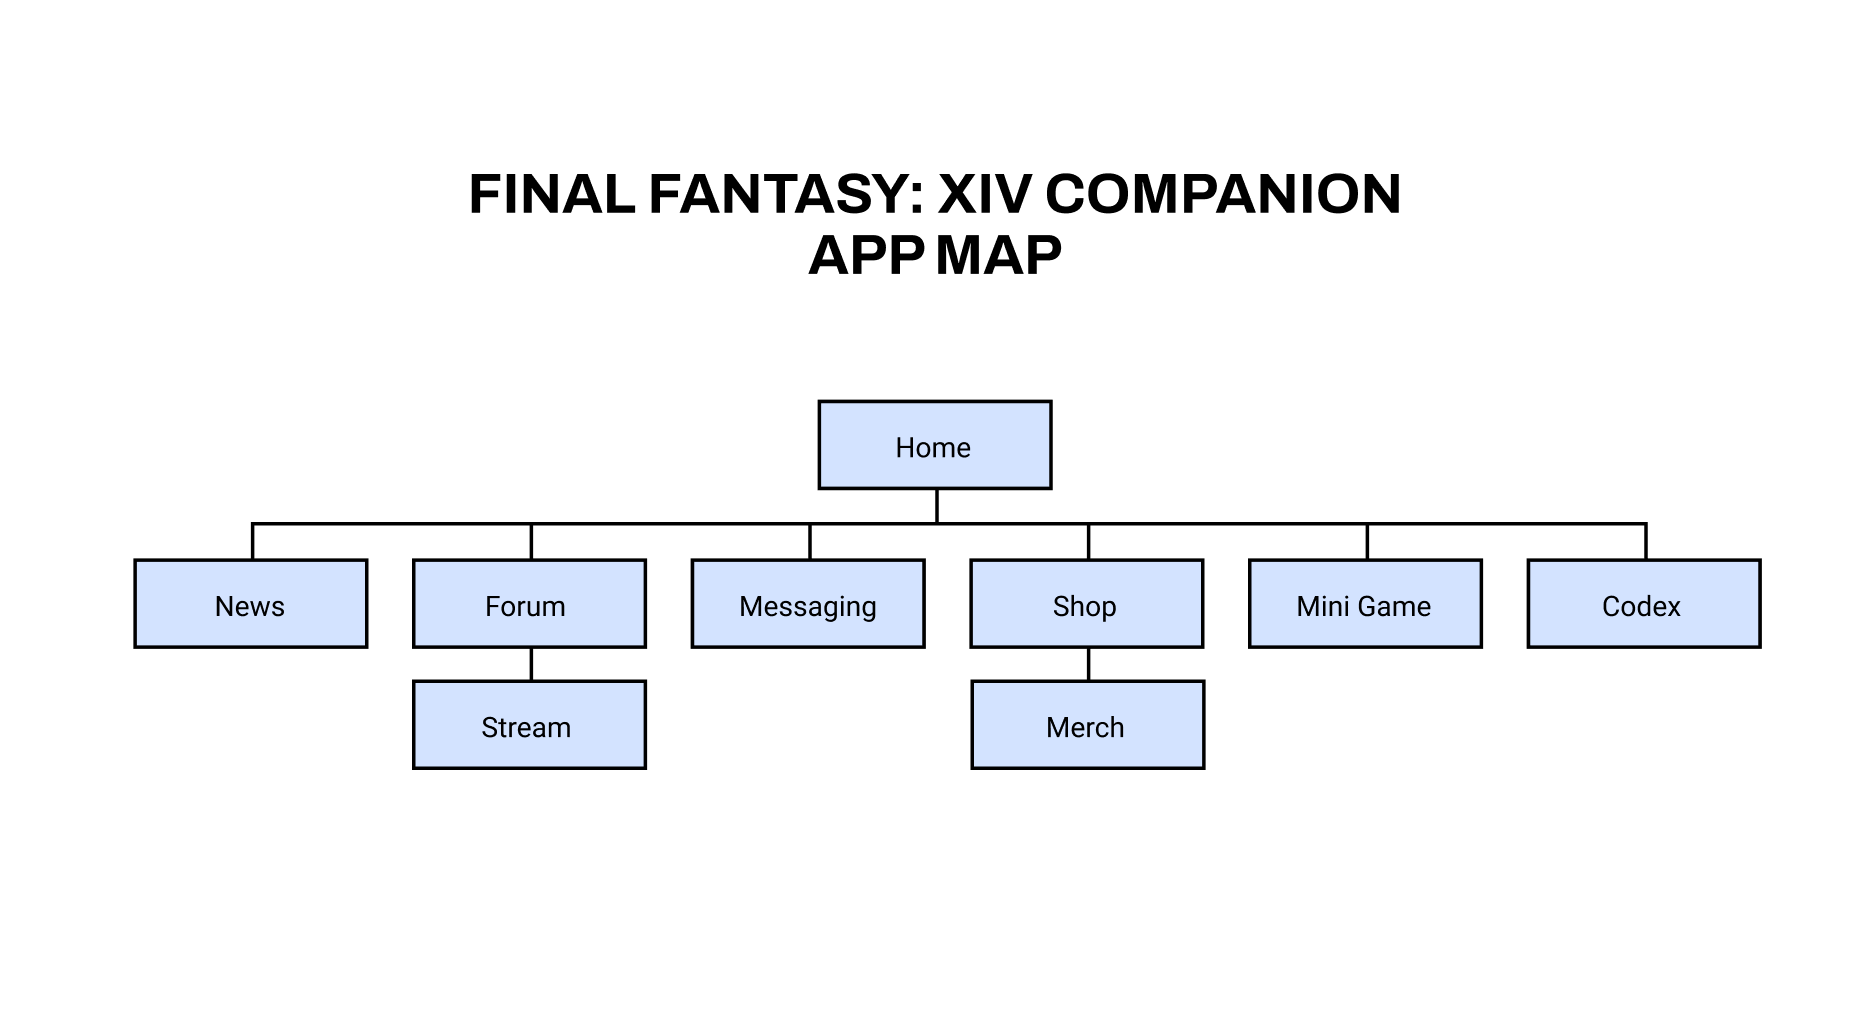 FINAL FANTASY: XIV COMPANION
APP MAP
Home
News
Forum
Messaging
Shop
Mini Game
Codex
Stream
Merch